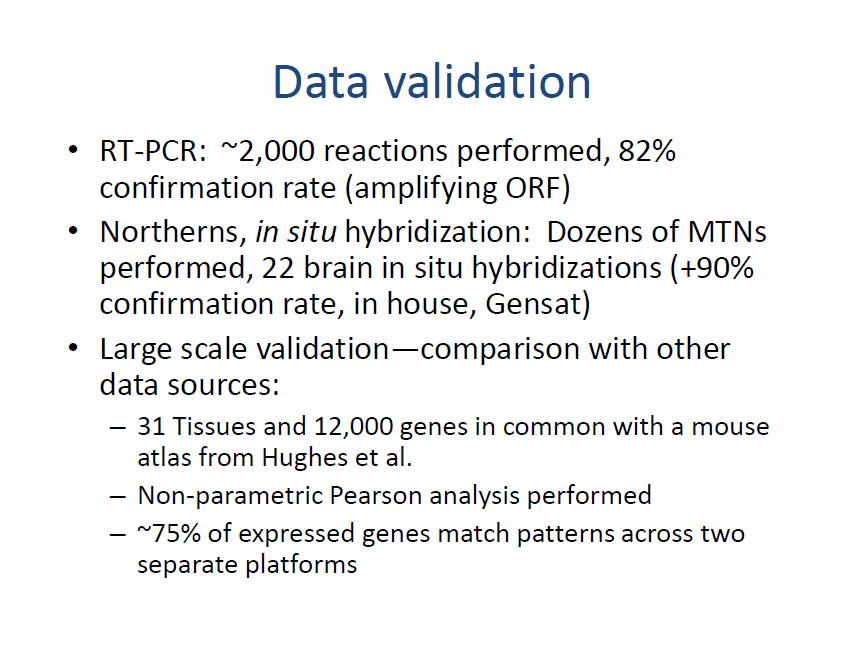 Data validation
• RT-PCR:  ~2,000 reactions performed, 82%
confirmation rate (amplifying ORF)
• Northerns, in situ hybridization:  Dozens of MTNs
performed, 22 brain in situ hybridizations (+90%
confirmation rate, in house, Gensat)
• Large scale validation—comparison with other
data sources:
– 31 Tissues and 12,000 genes in common with a mouse
atlas from Hughes et al.
– Non-parametric Pearson analysis performed
– ~75% of expressed genes match patterns across two
separate platforms